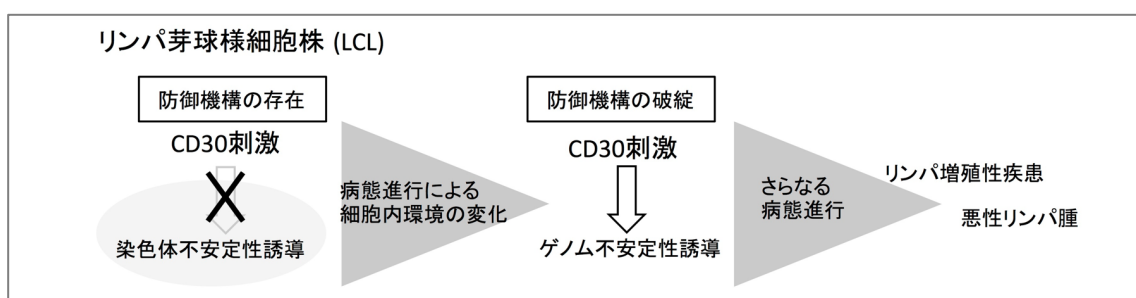 リンパ芽球様細胞株 (LCL)
防御機構の存在
CD30刺激
染色体不安定性誘導
病態進行による
細胞内環境の変化
防御機構の破綻
CD30刺激
ゲノム不安定性誘導
さらなる
病態進行
リンパ増殖性疾患
悪性リンパ腫